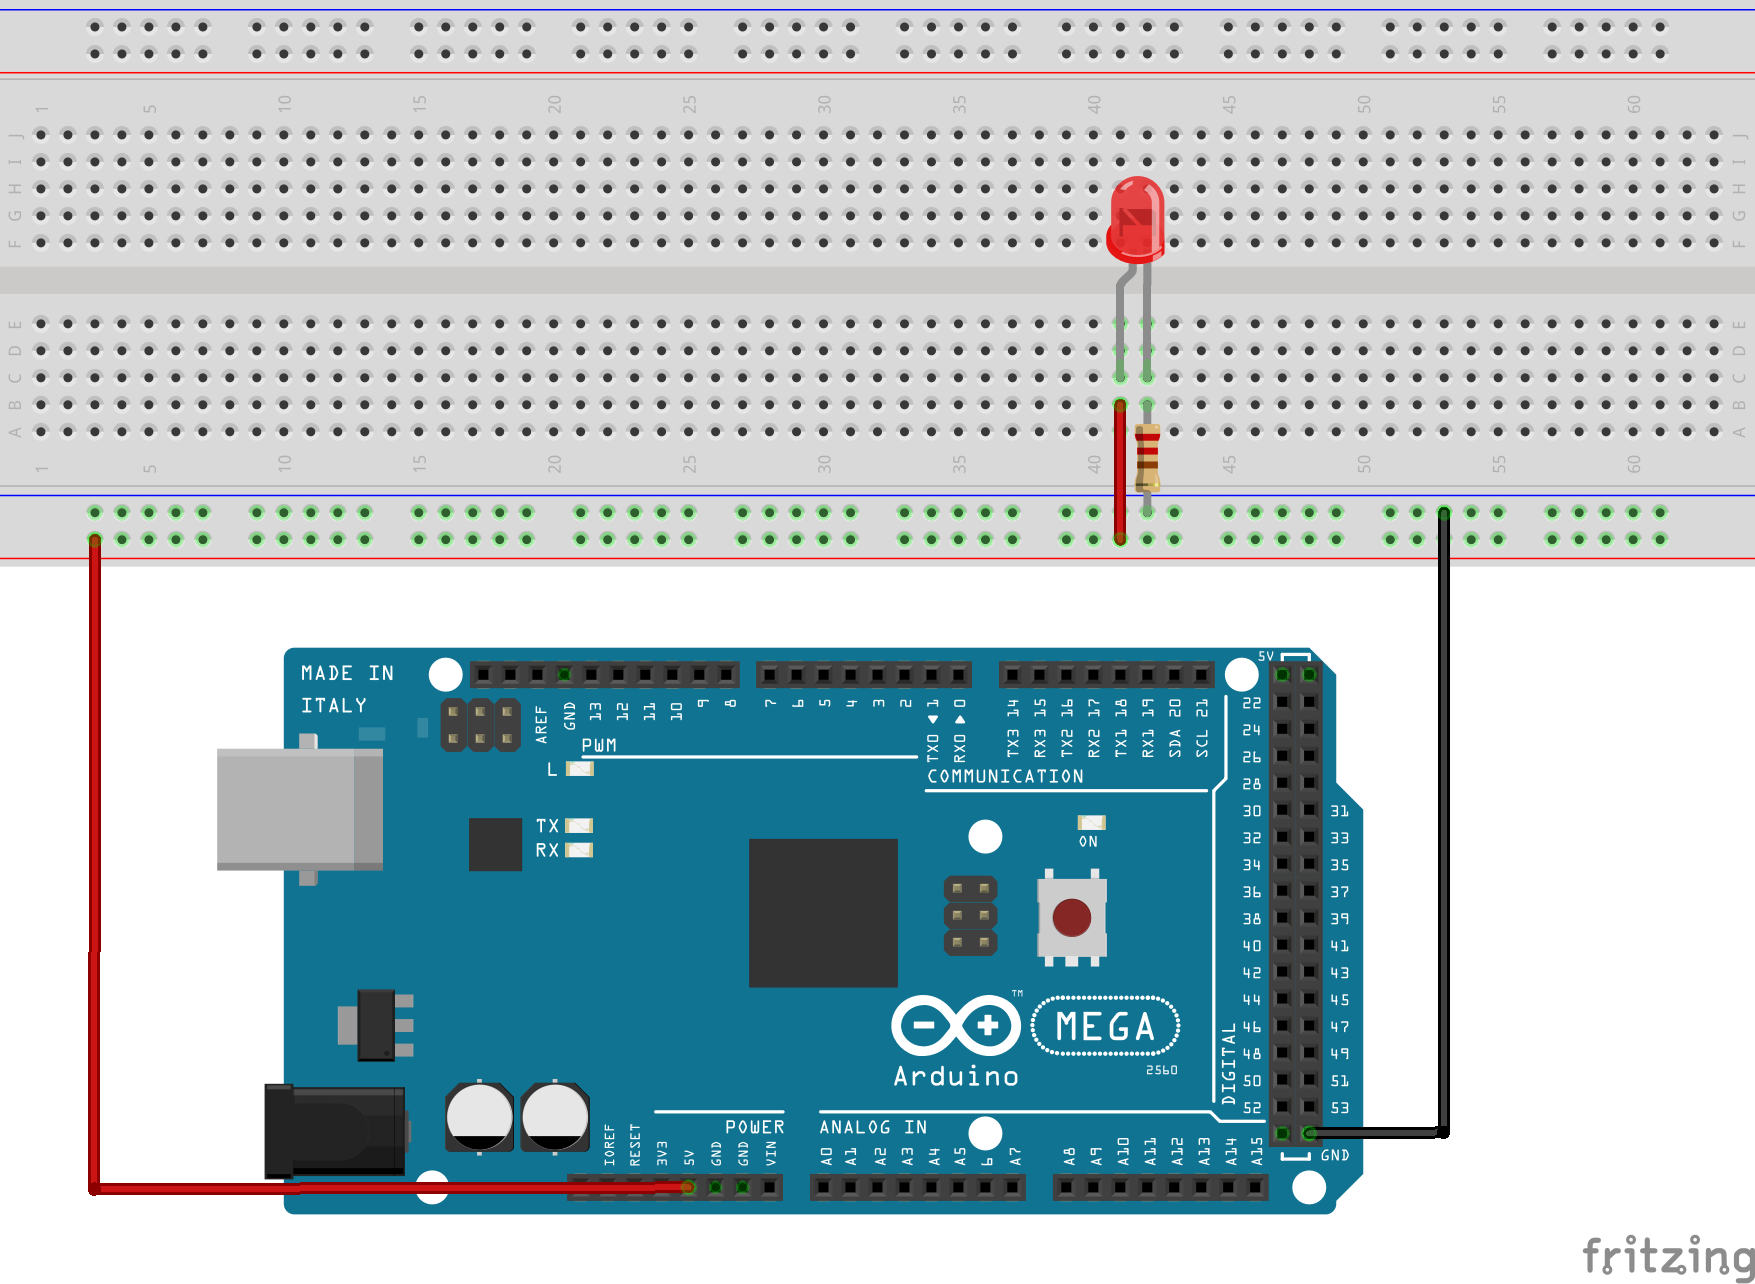 1 5 10 15 20 25 30 35 40 45 50 55 60
J J
I I
H H
G G
F F
E E
D D
C C
B B
A A
1 5 10 15 20 25 30 35 40 45 50 55 60
MADE IN
ITALY
AREF GND 13 12 11 10 9 8 7 6 5 4 3 2 TX0 1 RX0 0 TX3 14 RX3 15 TX2 16 RX2 17 TX1 18 RX1 19 SDA 20 SCL 21
5V
PWM
COMMUNICATION
L
TX
RX
ON
22
24
26
28
30 31
32 33
34 35
36 37
38 39
40 41
42 43
44 45
46 47
48 49
50 51
52 53
DIGITAL
GND
TM
MEGA
2560
Arduino
POWER
ANALOG IN
IOREF RESET 3V3 5V GND GND VIN A0 A1 A2 A3 A4 A5 6 A7 A8 A9 A10 A11 A12 A13 A14 A15
fritzing